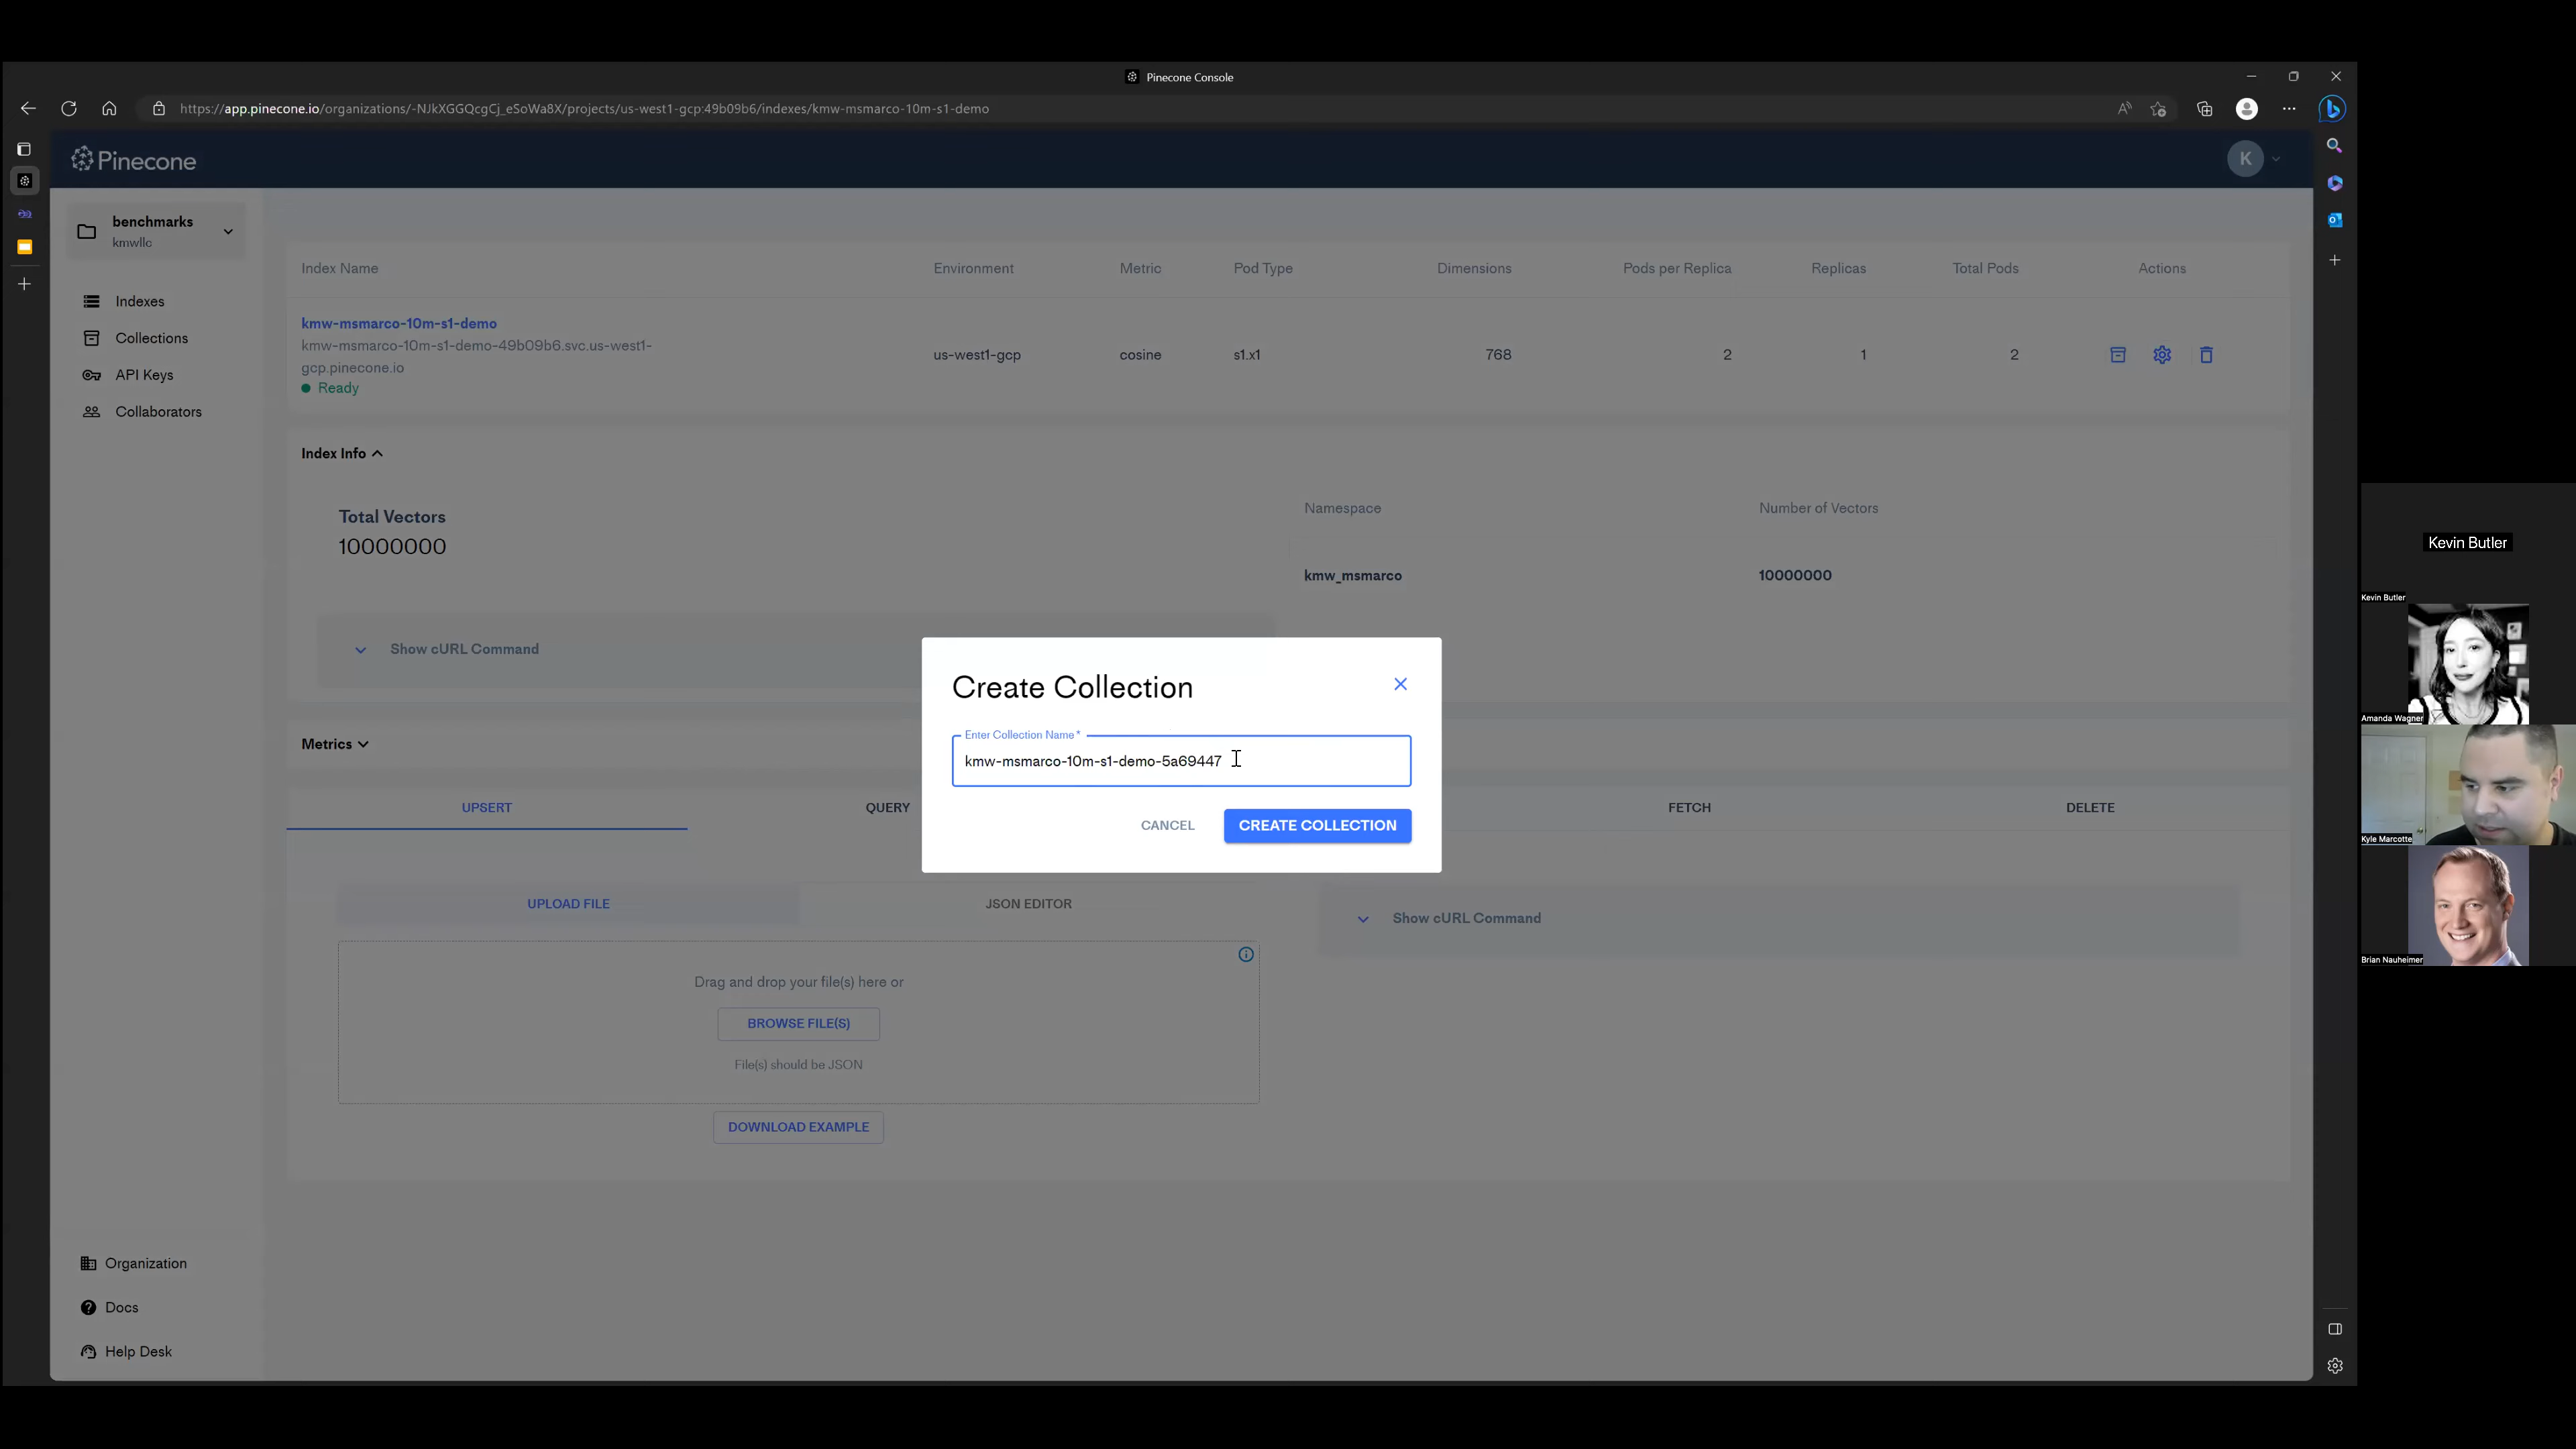 Pinecone Console
https://app.pinecone.io/organizations/-NJkXGGQcgCj_eSoWa8X/projects/us-west1-gcp:49b09b6/indexes/kmw-msmarco-10m-s1-demo
Pinecone
K
benchmarks
kmwllc
Indexes
Collections
API Keys
Collaborators
Index Name Environment Metric Pod Type Dimensions Pods per Replica Replicas Total Pods Actions
kmw-msmarco-10m-s1-demo
kmw-msmarco-10m-s1-demo-49b09b6.svc.us-west1-
gcp.pinecone.io
Ready
us-west1-gcp cosine s1.x1 768 2 1 2
Index Info
Total Vectors
10000000
Namespace Number of Vectors
kmw_msmarco 10000000
Show cURL Command
Create Collection
Enter Collection Name *
kmw-msmarco-10m-s1-demo-5a69447
CANCEL CREATE COLLECTION
Metrics
UPSERT QUERY FETCH DELETE
UPLOAD FILE JSON EDITOR
Drag and drop your file(s) here or
BROWSE FILE(S)
File(s) should be JSON
DOWNLOAD EXAMPLE
Show cURL Command
Organization
Docs
Help Desk
Kevin Butler
Kevin Butler
Amanda Wagner
Kyle Marcotte
Brian Nauheimer